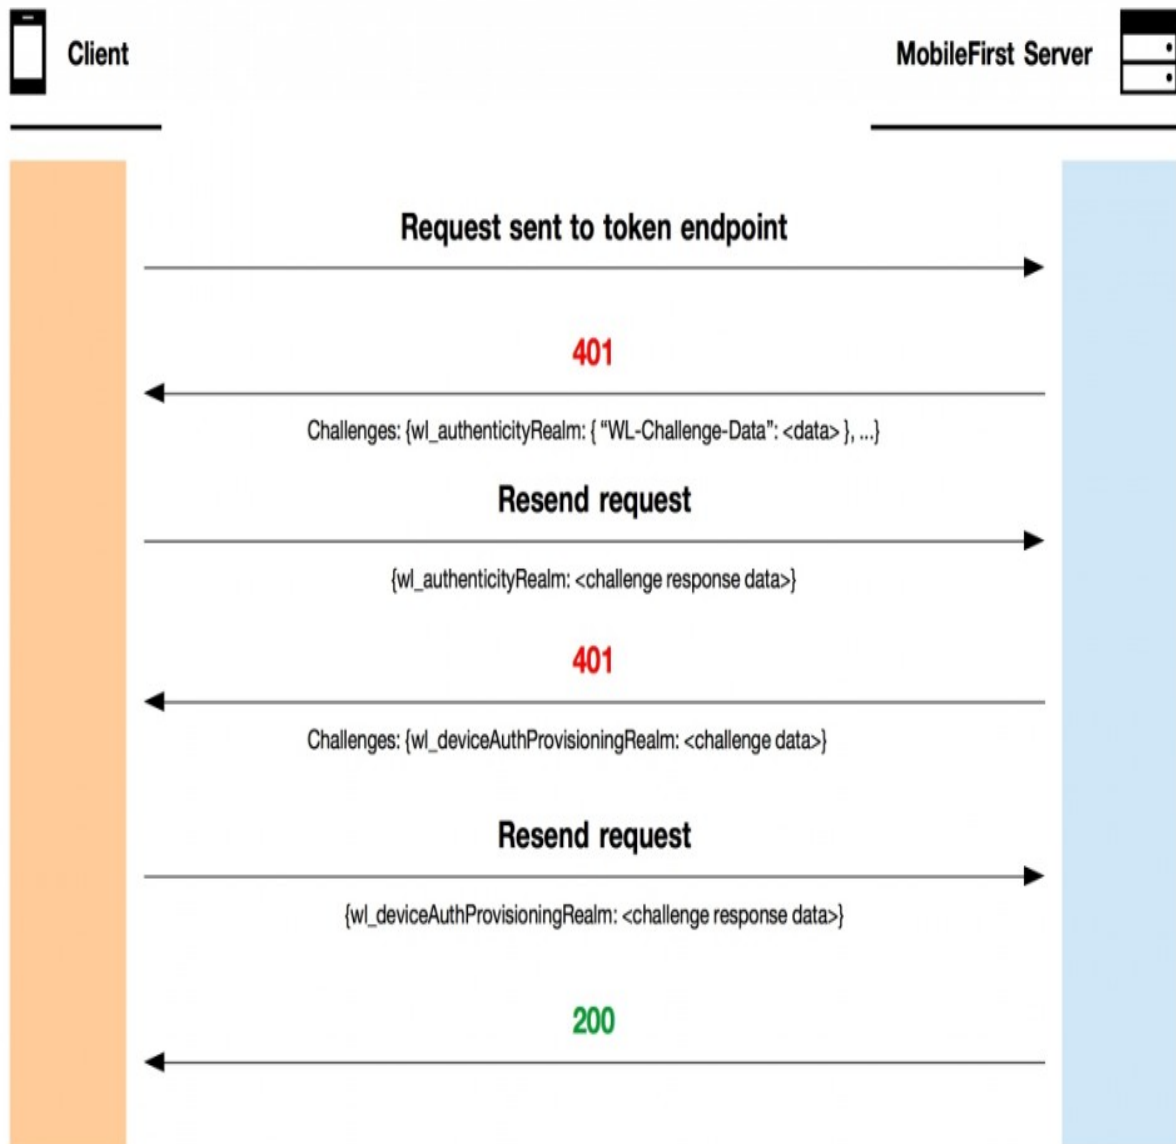 Client
MobileFirst Server
Request sent to token endpoint
401
Challenges: {wl_authenticityRealm: { “WL-Challenge-Data”: <data> }, ...}
Resend request
{wl_authenticityRealm: <challenge response data>}
401
Challenges: {wl_deviceAuthProvisioningRealm: <challenge data>}
Resend request
{wl_deviceAuthProvisioningRealm: <challenge response data>}
200